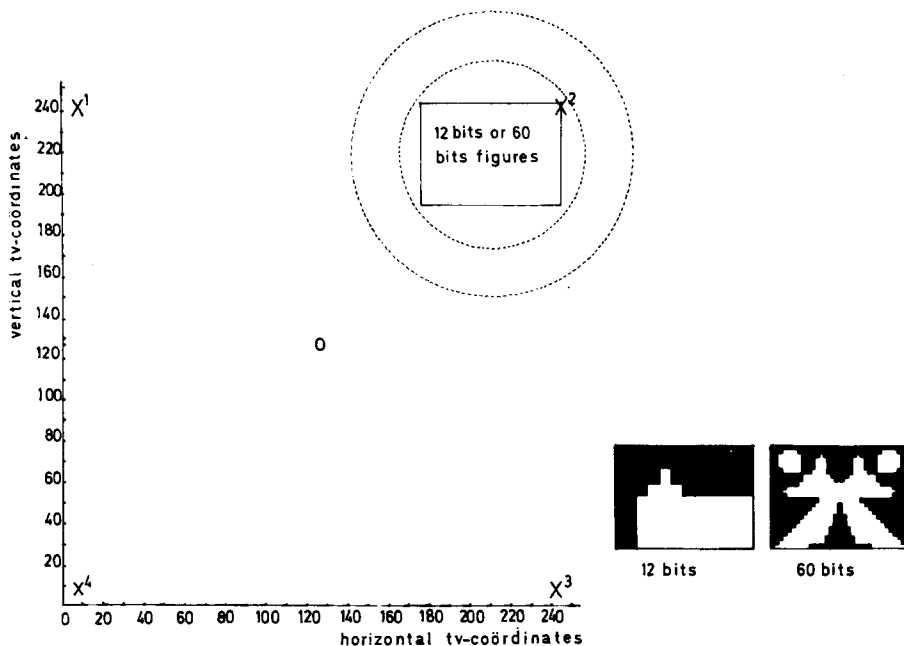 240
220
200
180
160
150
140
120
100
80
60
40
20
vertical tv-coördinates
X1
X2
12 bits or 60
bits figures
O
X4
X3
0 20 40 60 80 100 120 140 160 180 200 220 240
horizontal tv-coördinates
12 bits
60 bits